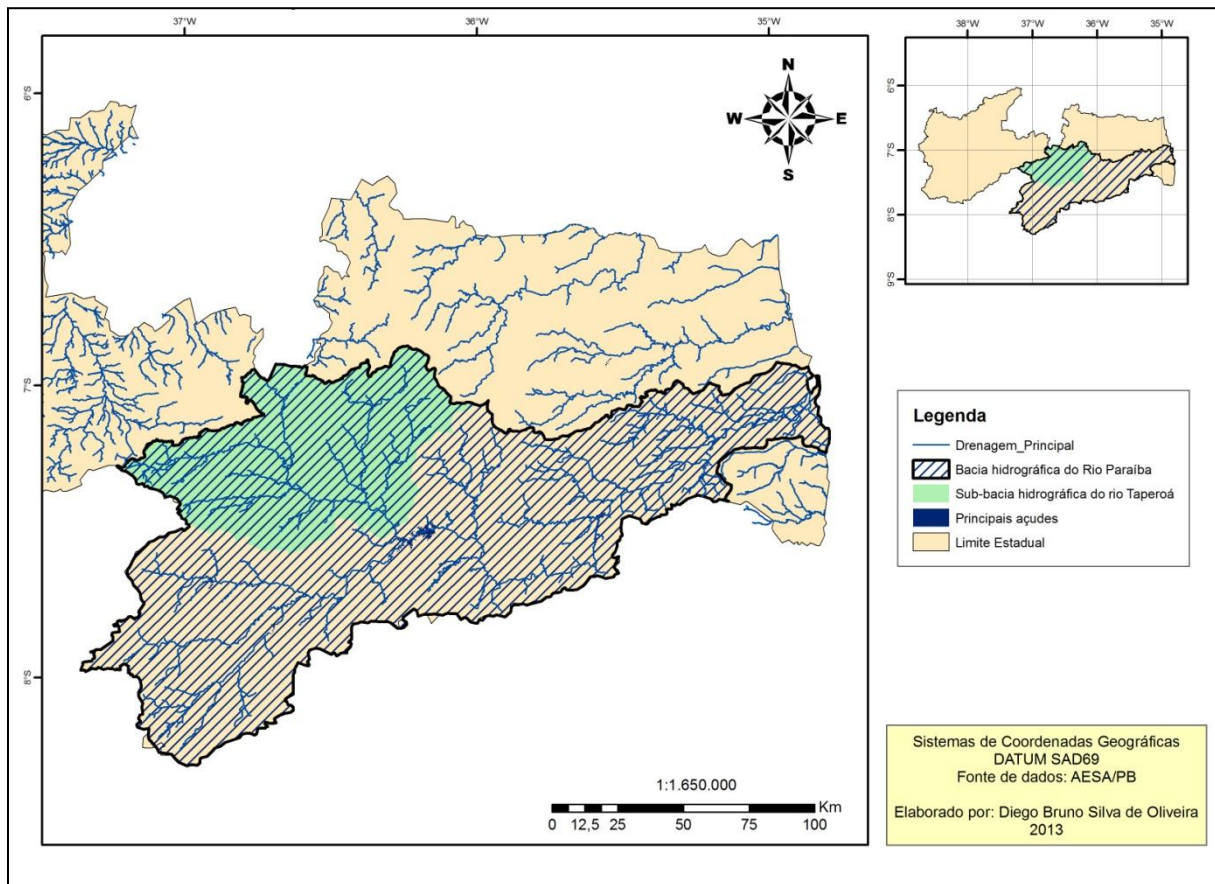 37°W 36°W 35°W
6°S
7°S
8°S
N
W E
S
1:1.650.000
Km
0 12,5 25 50 75 100
38°W 37°W 36°W 35°W
6°S
7°S
8°S
9°S
Legenda
Drenagem_Principal
Bacia hidrográfica do Rio Paraíba
Sub-bacia hidrográfica do rio Taperoá
Principais açudes
Limite Estadual
Sistemas de Coordenadas Geográficas
DATUM SAD69
Fonte de dados: AESA/PB
Elaborado por: Diego Bruno Silva de Oliveira
2013